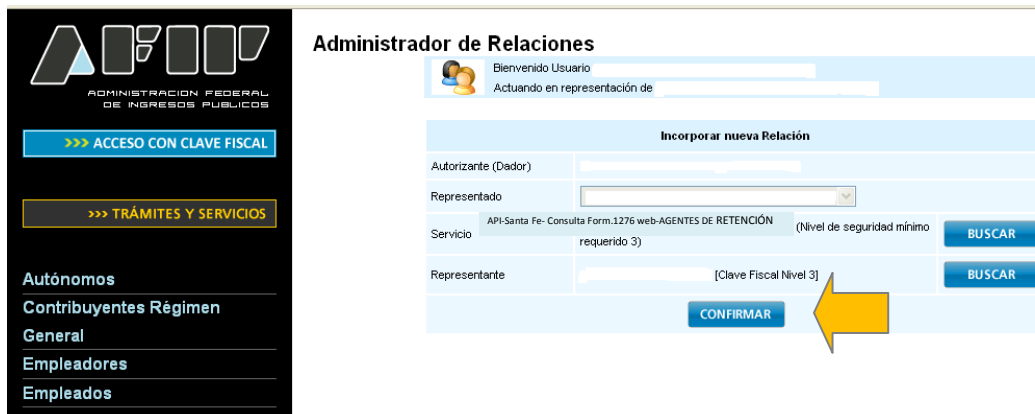 AFIP
ADMINISTRACION FEDERAL
DE INGRESOS PUBLICOS
>>> ACCESO CON CLAVE FISCAL
>>> TRÁMITES Y SERVICIOS
Autónomos
Contribuyentes Régimen
General
Empleadores
Empleados
Administrador de Relaciones
Bienvenido Usuario
Actuando en representación de
Incorporar nueva Relación
Autorizante (Dador)
Representado
Servicio API-Santa Fe- Consulta Form.1276 web-AGENTES DE RETENCIÓN (Nivel de seguridad mínimo
requerido 3) BUSCAR
Representante [Clave Fiscal Nivel 3] BUSCAR
CONFIRMAR